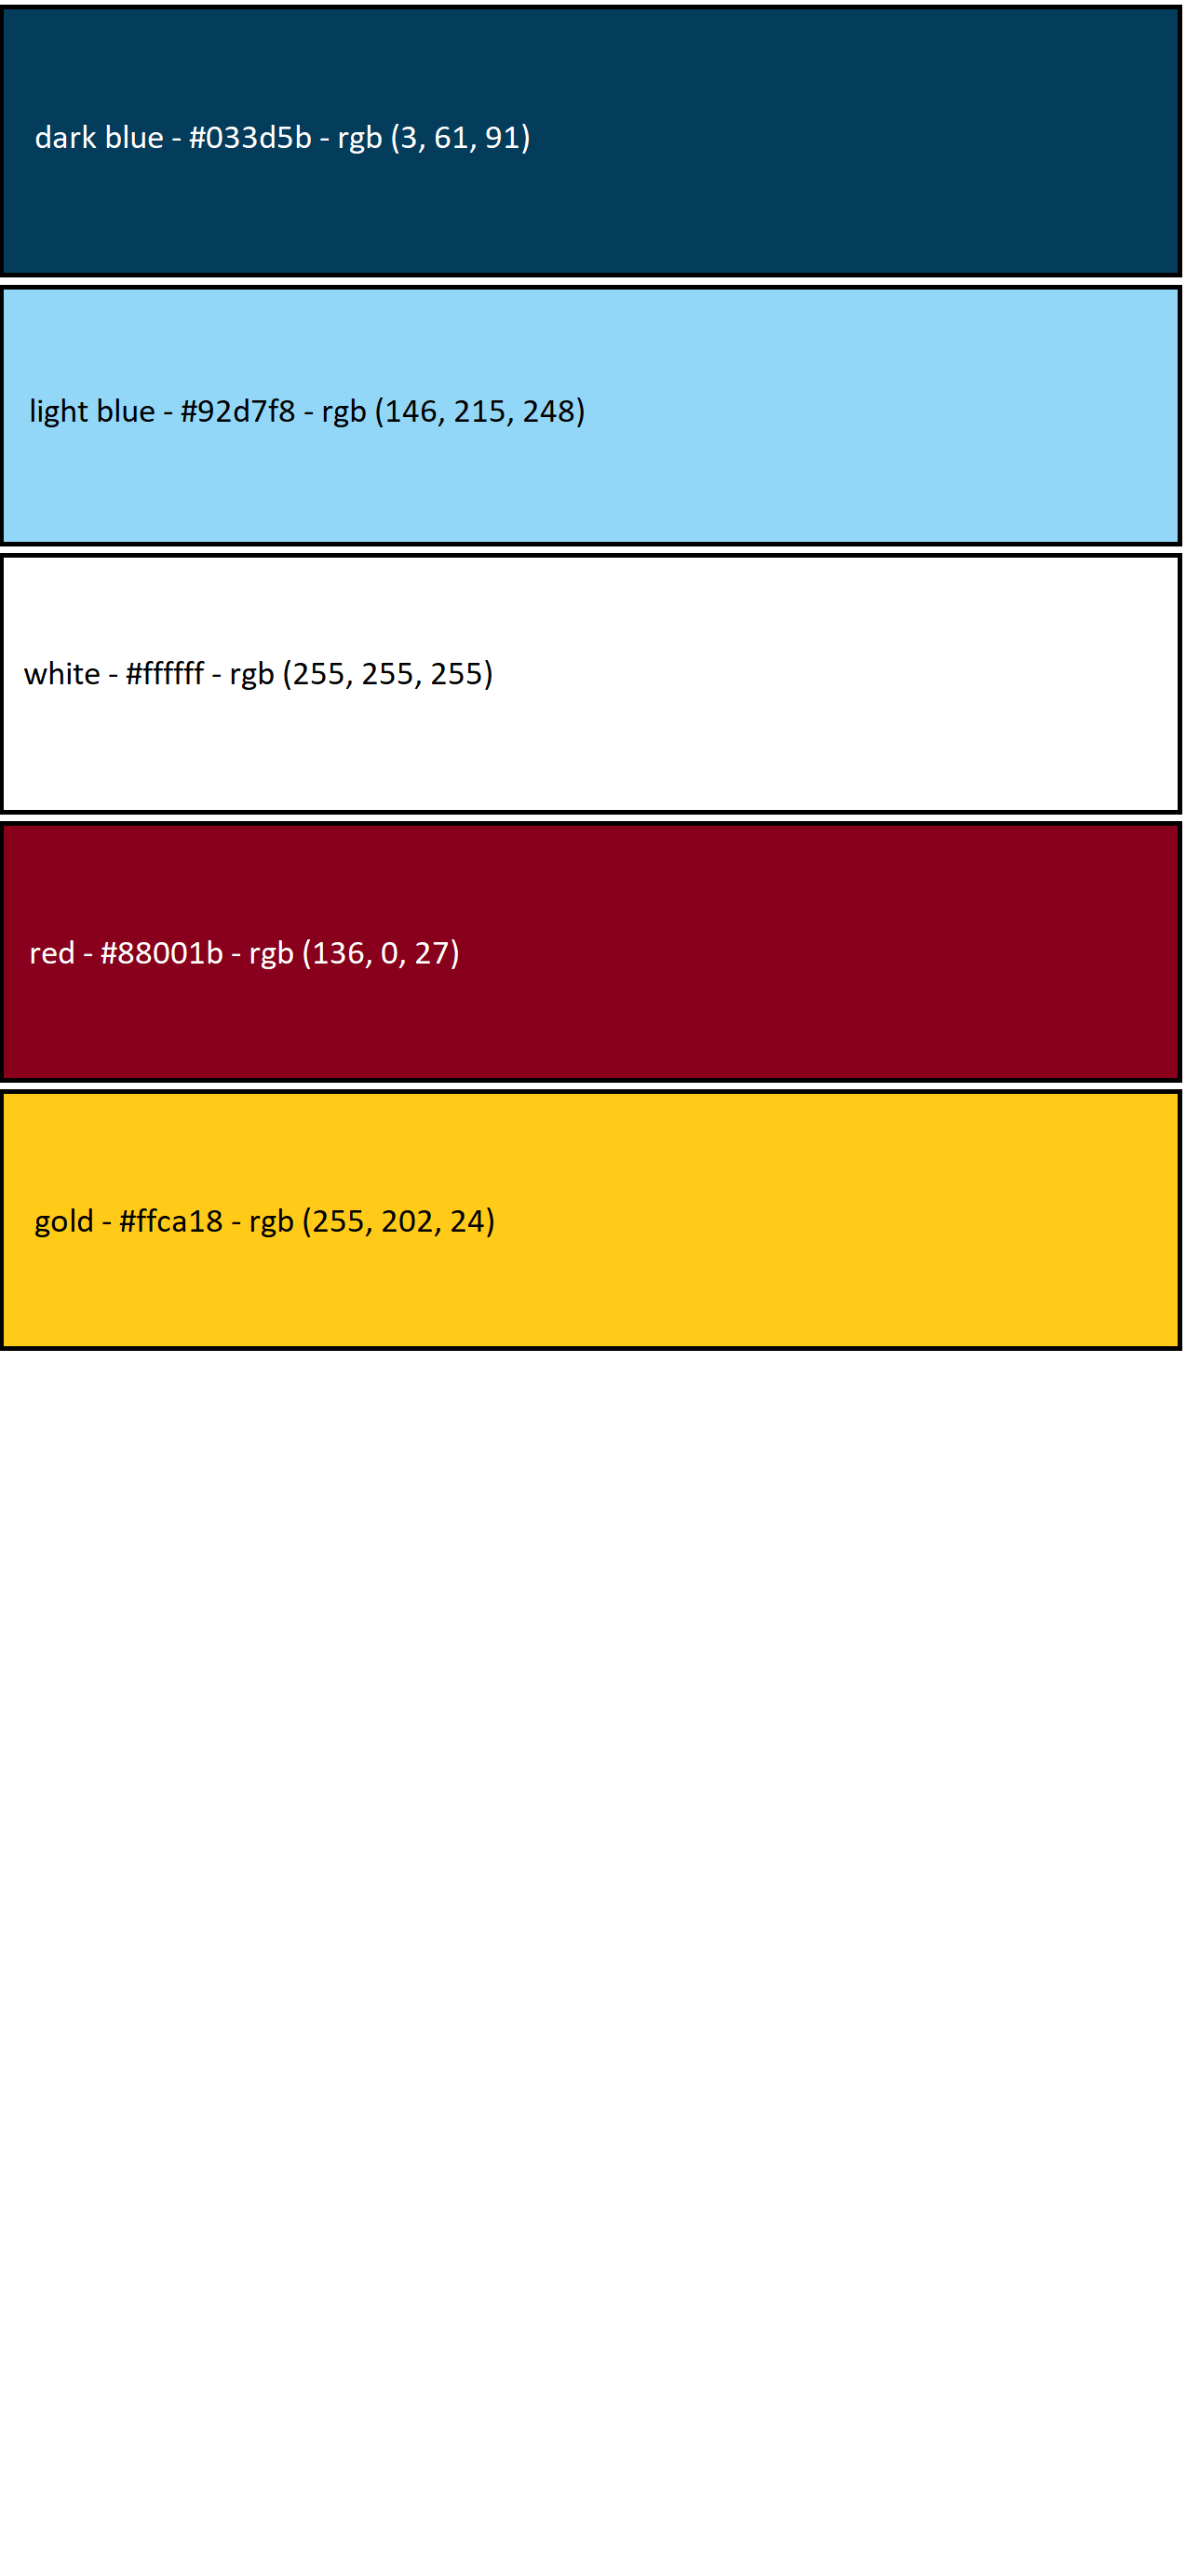 dark blue - #033d5b - rgb (3, 61, 91)
light blue - #92d7f8 - rgb (146, 215, 248)
white - #ffffff - rgb (255, 255, 255)
red - #88001b - rgb (136, 0, 27)
gold - #ffca18 - rgb (255, 202, 24)